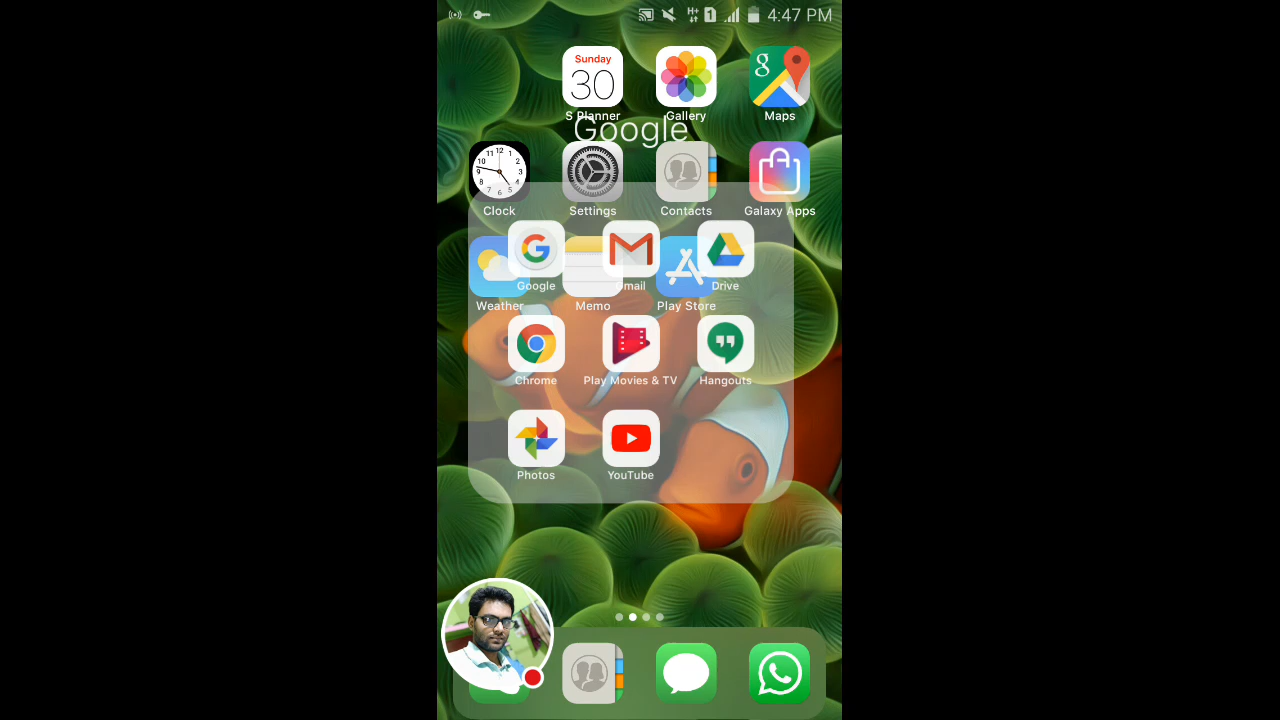 4:47 PM
Sunday
30
S Planner
Gallery
Maps
Google
Clock
Settings
Contacts
Galaxy Apps
Google
mail
Drive
Weather
Memo
Play Store
Chrome
Play Movies & TV
Hangouts
Photos
YouTube